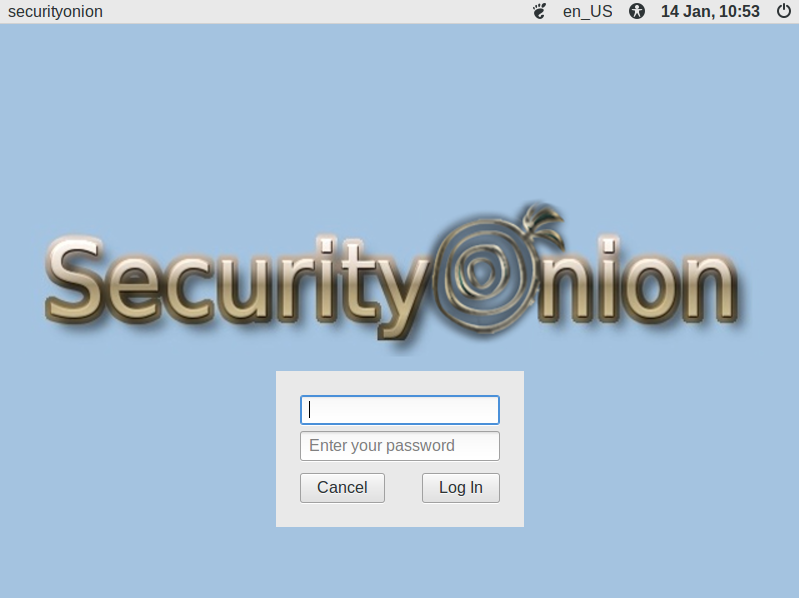 securityonion en_US 14 Jan, 10:53
SecurityOnion
Enter your password
Cancel Log In